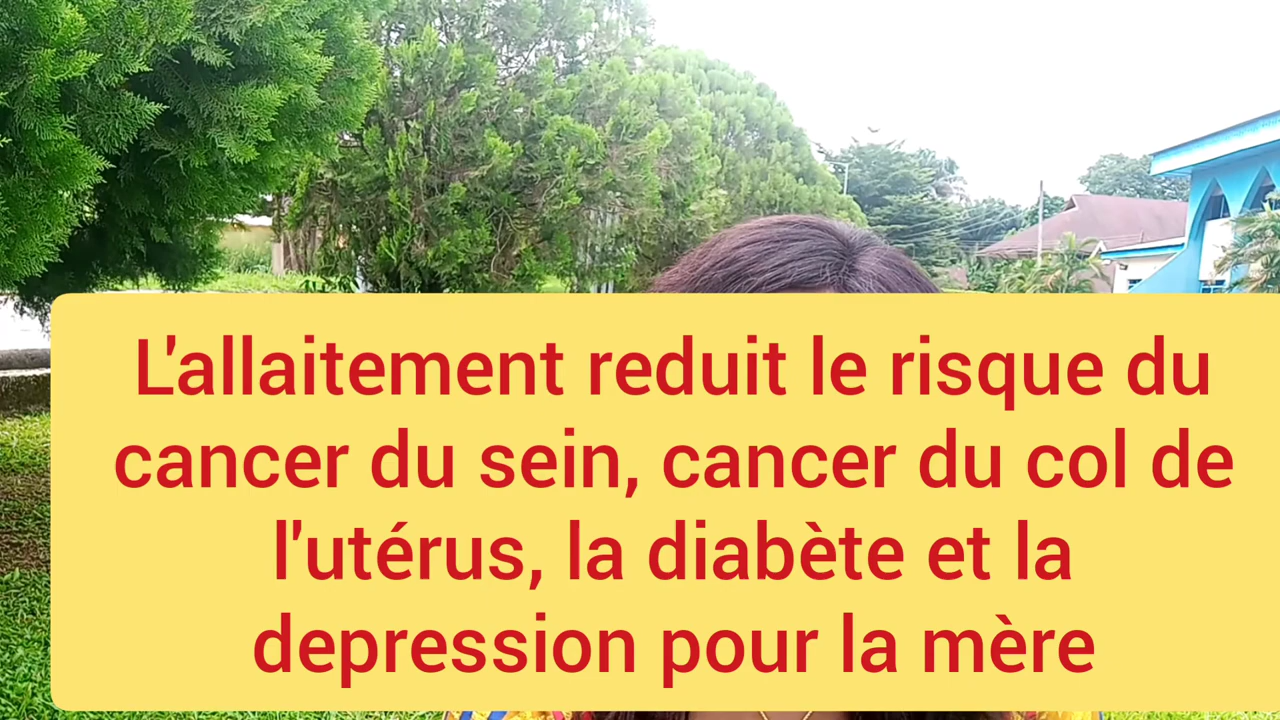 L'allaitement reduit le risque du
cancer du sein, cancer du col de
l'utérus, la diabète et la
depression pour la mère